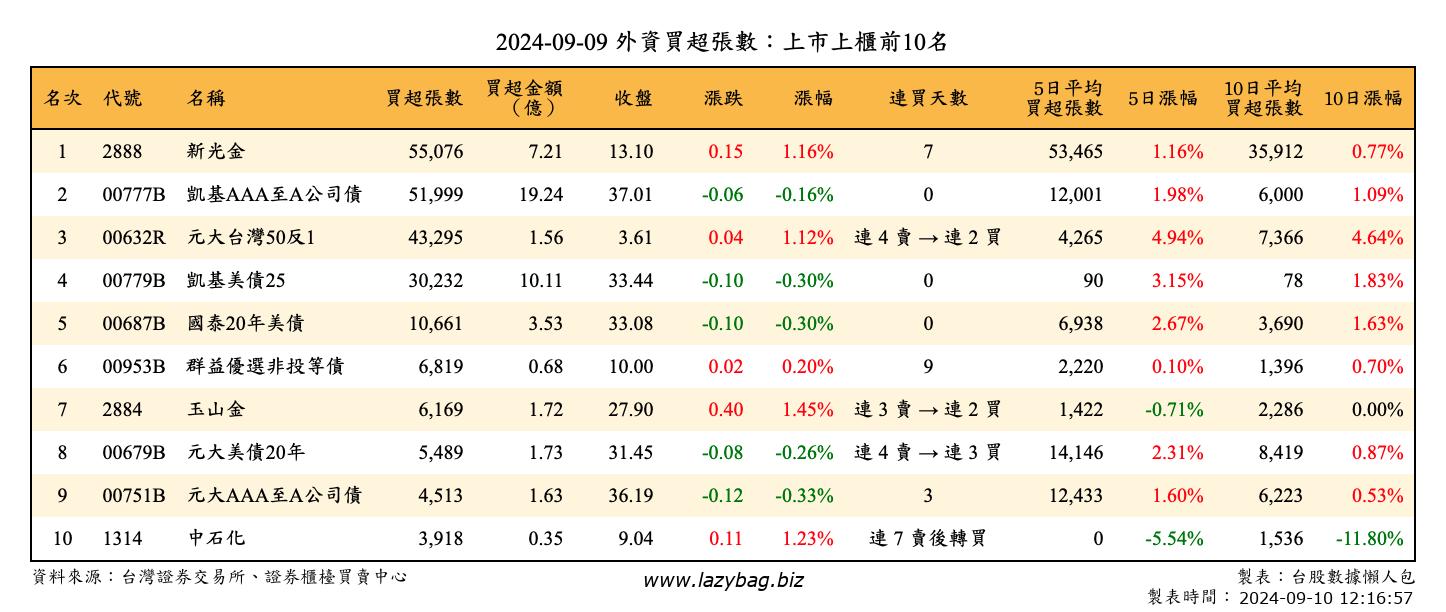 2024-09-09 外資買超張數：上市上櫃前10名
名次 代號 名稱 買超張數 買超金額（億） 收盤 漲跌 漲幅 連買天數 5日平均買超張數 5日漲幅 10日平均買超張數 10日漲幅
1 2888 新光金 55,076 7.21 13.10 0.15 1.16% 7 53,465 1.16% 35,912 0.77%
2 00777B 凱基AAA至A公司債 51,999 19.24 37.01 -0.06 -0.16% 0 12,001 1.98% 6,000 1.09%
3 00632R 元大台灣50反1 43,295 1.56 3.61 0.04 1.12% 連 4 賣 → 連 2 買 4,265 4.94% 7,366 4.64%
4 00779B 凱基美債25 30,232 10.11 33.44 -0.10 -0.30% 0 90 3.15% 78 1.83%
5 00687B 國泰20年美債 10,661 3.53 33.08 -0.10 -0.30% 0 6,938 2.67% 3,690 1.63%
6 00953B 群益優選非投等債 6,819 0.68 10.00 0.02 0.20% 9 2,220 0.10% 1,396 0.70%
7 2884 玉山金 6,169 1.72 27.90 0.40 1.45% 連 3 賣 → 連 2 買 1,422 -0.71% 2,286 0.00%
8 00679B 元大美債20年 5,489 1.73 31.45 -0.08 -0.26% 連 4 賣 → 連 3 買 14,146 2.31% 8,419 0.87%
9 00751B 元大AAA至A公司債 4,513 1.63 36.19 -0.12 -0.33% 3 12,433 1.60% 6,223 0.53%
10 1314 中石化 3,918 0.35 9.04 0.11 1.23% 連 7 賣後轉買 0 -5.54% 1,536 -11.80%
資料來源：台灣證券交易所、證券櫃檯買賣中心 www.lazybag.biz 製表：台股數據懶人包
製表時間： 2024-09-10 12:16:57